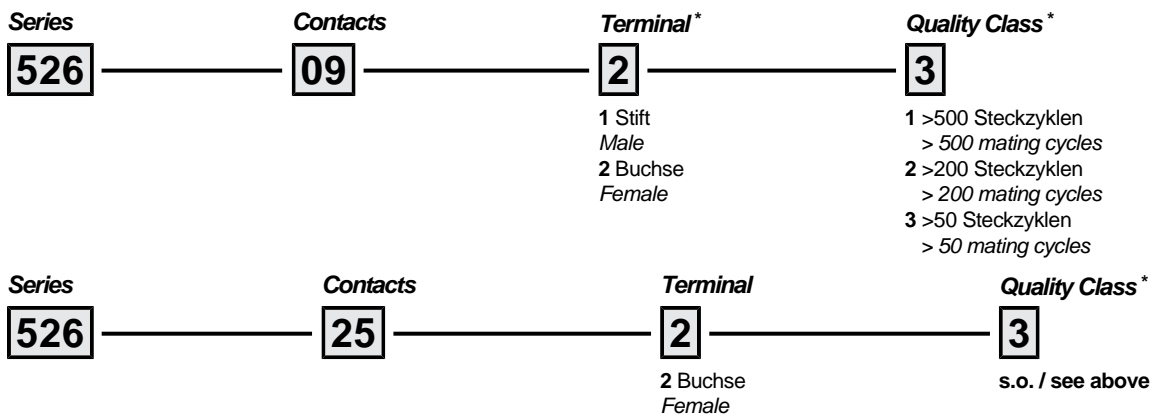 Series Contacts Terminal * Quality Class *
526 09 2 3
1 Stift
Male
2 Buchse
Female
1 >500 Steckzyklen
> 500 mating cycles
2 >200 Steckzyklen
> 200 mating cycles
3 >50 Steckzyklen
> 50 mating cycles
Series Contacts Terminal Quality Class *
526 25 2 3
2 Buchse
Female
s.o. / see above